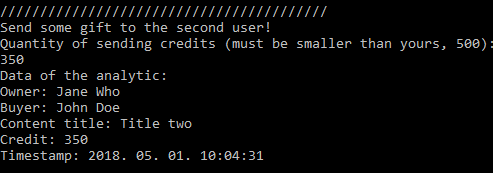 /////////////////////////////////////////
Send some gift to the second user!
Quantity of sending credits (must be smaller than yours, 500):
350
Data of the analytic:
Owner: Jane Who
Buyer: John Doe
Content title: Title two
Credit: 350
Timestamp: 2018. 05. 01. 10:04:31